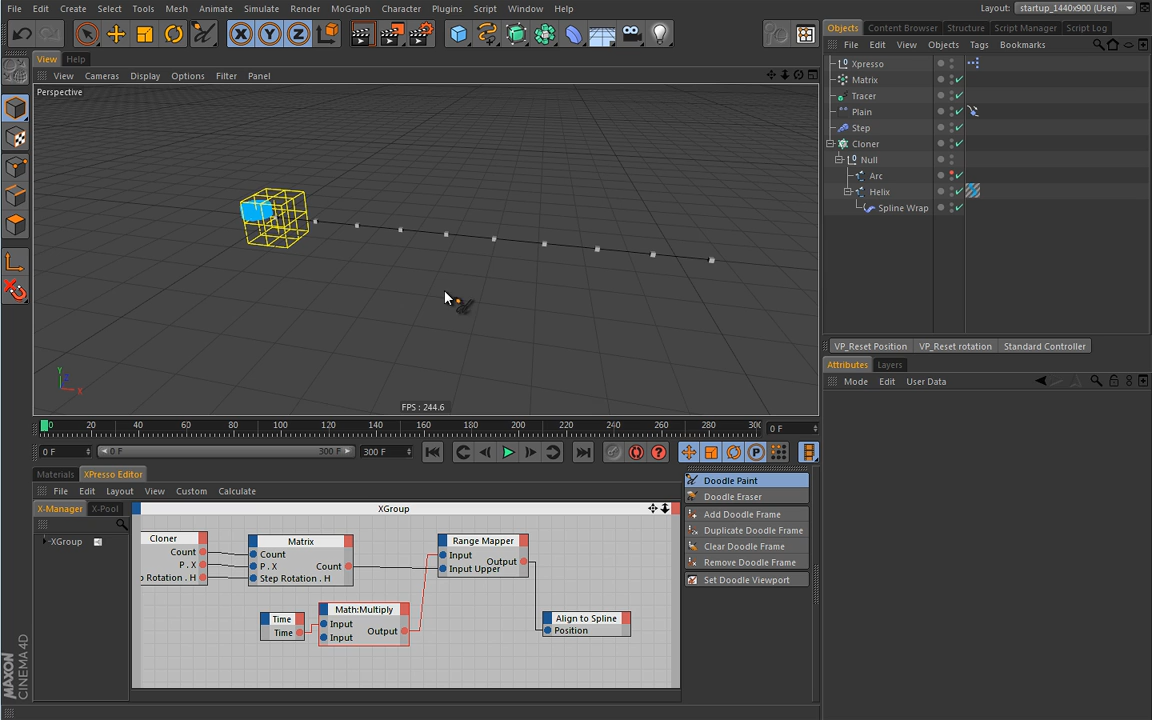 File Edit Create Select Tools Mesh Animate Simulate Render MoGraph Character Plugins Script Window Help Layout: startup_1440x900 (User)
Objects Content Browser Structure Script Manager Script Log
File Edit View Objects Tags Bookmarks
View Help
View Cameras Display Options Filter Panel
Perspective
Xpresso
Matrix
Tracer
Plain
Step
Cloner
Null
Arc
Helix
Spline Wrap
X Y Z
Y
X
FPS : 244.6
VP_Reset Position VP_Reset rotation Standard Controller
Attributes Layers
Mode Edit User Data
0 20 40 60 80 100 120 140 160 180 200 220 240 260 280 30 0 F
0 F 0 F 300 F 300 F
Materials XPresso Editor
File Edit Layout View Custom Calculate
X-Manager X-Pool
XGroup
XGroup
Cloner
Count
P . X
p Rotation . H
Matrix
Count
P . X Count
Step Rotation . H
Range Mapper
Input
Output
Input Upper
Time
Time
Math:Multiply
Input
Output
Input
Align to Spline
Position
Doodle Paint
Doodle Eraser
Add Doodle Frame
Duplicate Doodle Frame
Clear Doodle Frame
Remove Doodle Frame
Set Doodle Viewport
MAXON
CINEMA 4D